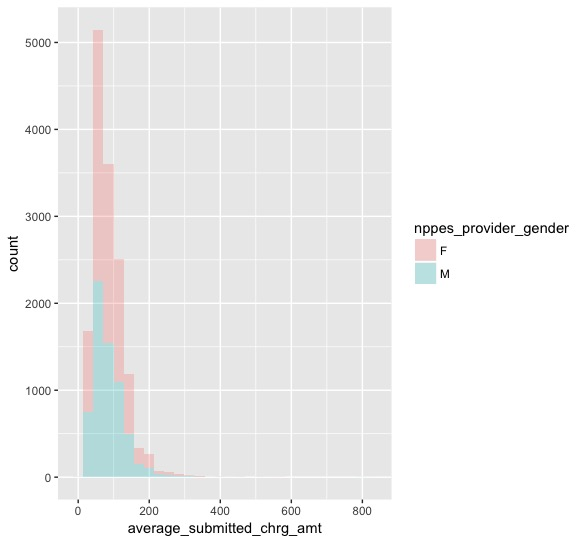 5000
4000
3000
2000
1000
0
count
0 200 400 600 800
average_submitted_chrg_amt
nppes_provider_gender
F
M